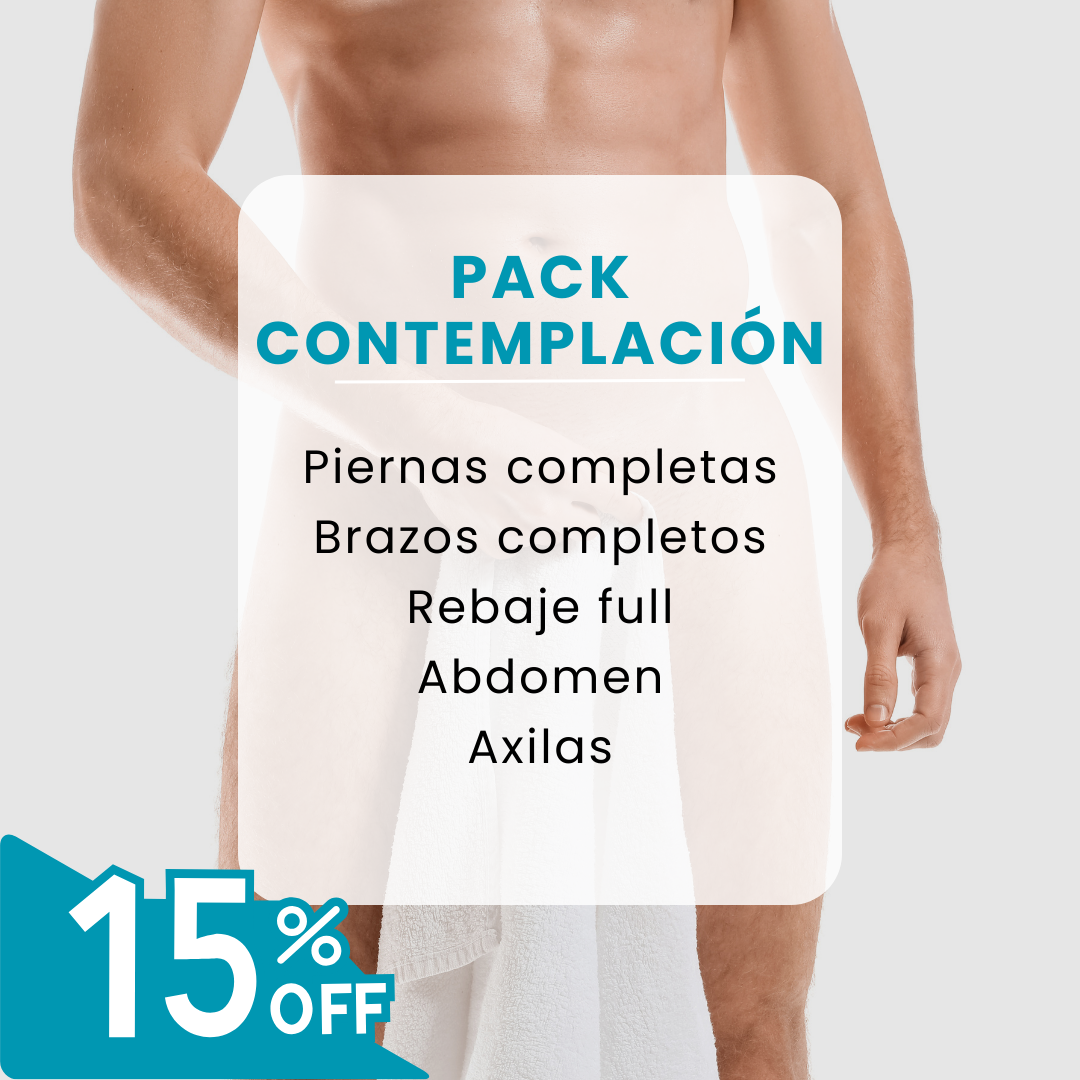 PACK
CONTEMPLACIÓN
Piernas completas
Brazos completos
Rebaje full
Abdomen
Axilas
15%
OFF